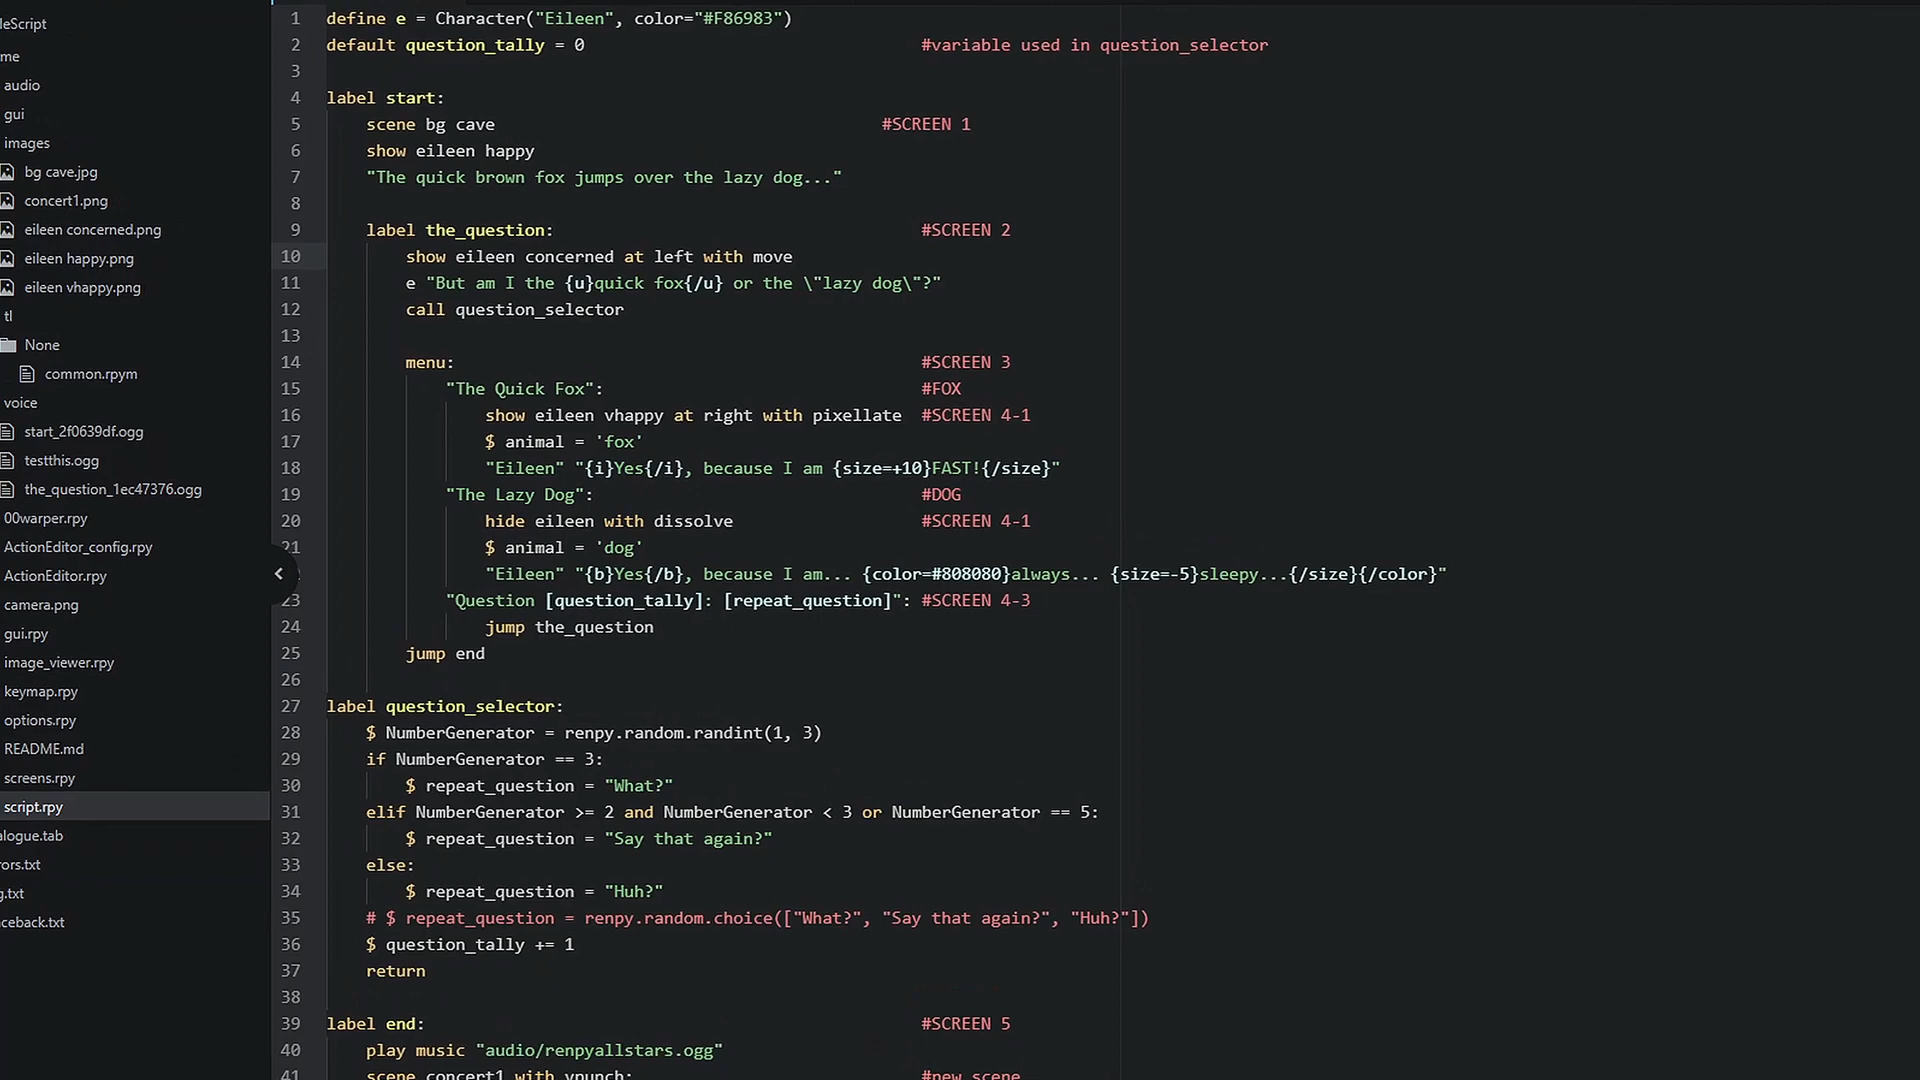 leScript
me
audio
gui
images
bg cave.jpg
concert1.png
eileen concerned.png
eileen happy.png
eileen vhappy.png
tl
None
common.rpym
voice
start_2f0639df.ogg
testthis.ogg
the_question_1ec47376.ogg
00warper.rpy
ActionEditor_config.rpy
ActionEditor.rpy
camera.png
gui.rpy
image_viewer.rpy
keymap.rpy
options.rpy
README.md
screens.rpy
script.rpy
alogue.tab
rors.txt
g.txt
aceback.txt
1 define e = Character("Eileen", color="#F86983")
2 default question_tally = 0 #variable used in question_selector
3
4 label start:
5 scene bg cave #SCREEN 1
6 show eileen happy
7 "The quick brown fox jumps over the lazy dog..."
8
9 label the_question: #SCREEN 2
10 show eileen concerned at left with move
11 e "But am I the {u}quick fox{/u} or the \"lazy dog\"?"
12 call question_selector
13
14 menu: #SCREEN 3
15 "The Quick Fox": #FOX
16 show eileen vhappy at right with pixellate #SCREEN 4-1
17 $ animal = 'fox'
18 "Eileen" "{i}Yes{/i}, because I am {size=+10}FAST!{/size}"
19 "The Lazy Dog": #DOG
20 hide eileen with dissolve #SCREEN 4-1
21 $ animal = 'dog'
"Eileen" "{b}Yes{/b}, because I am... {color=#808080}always... {size=-5}sleepy...{/size}{/color}"
23 "Question [question_tally]: [repeat_question]": #SCREEN 4-3
24 jump the_question
25 jump end
26
27 label question_selector:
28 $ NumberGenerator = renpy.random.randint(1, 3)
29 if NumberGenerator == 3:
30 $ repeat_question = "What?"
31 elif NumberGenerator >= 2 and NumberGenerator < 3 or NumberGenerator == 5:
32 $ repeat_question = "Say that again?"
33 else:
34 $ repeat_question = "Huh?"
35 # $ repeat_question = renpy.random.choice(["What?", "Say that again?", "Huh?"])
36 $ question_tally += 1
37 return
38
39 label end: #SCREEN 5
40 play music "audio/renpyallstars.ogg"
41 scene concert1 with vpunch: #new scene